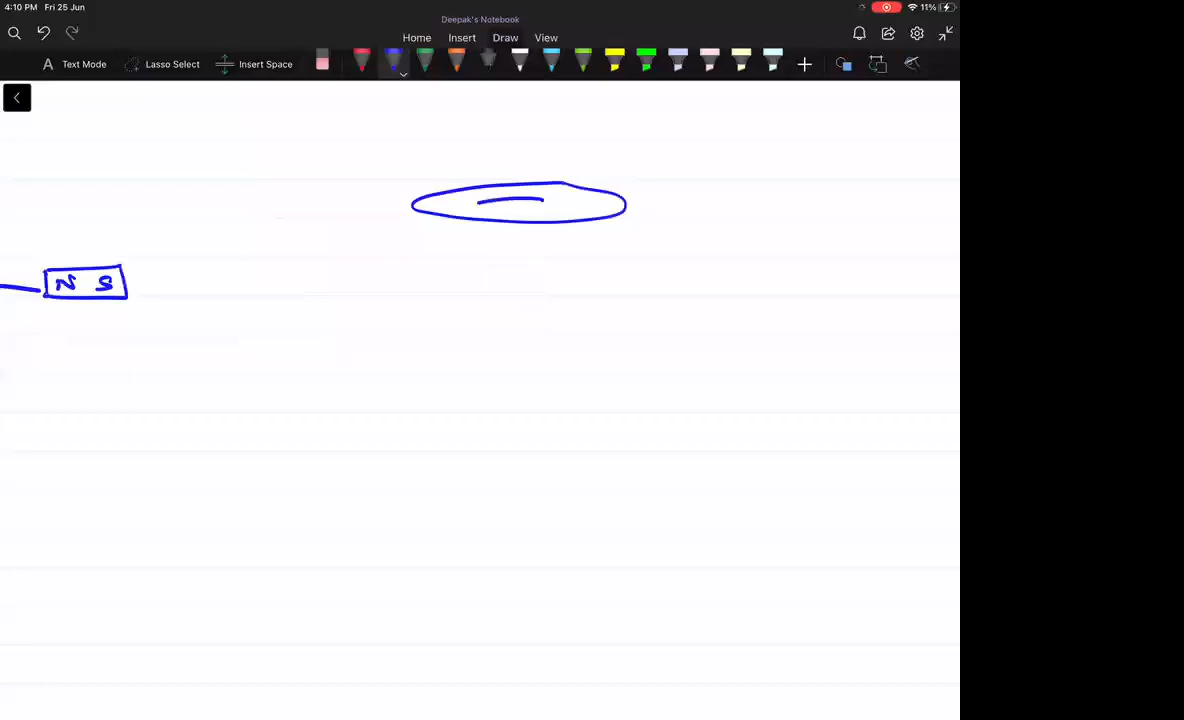 4:10 PM Fri 25 Jun
11%
Deepak's Notebook
Home Insert Draw View
A Text Mode Lasso Select Insert Space
N S